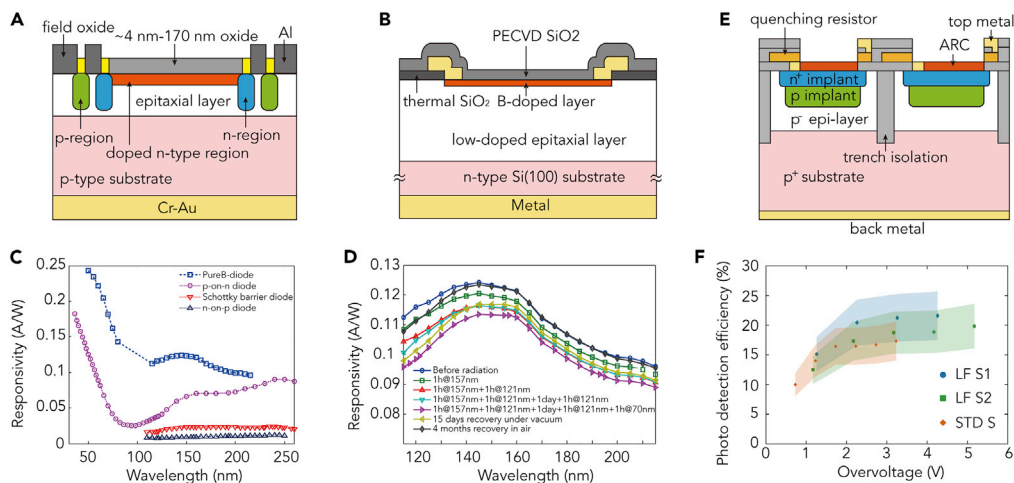 A
field oxide
~4 nm-170 nm oxide
Al
epitaxial layer
p-region
n-region
doped n-type region
p-type substrate
Cr-Au
B
PECVD SiO2
thermal SiO₂
B-doped layer
low-doped epitaxial layer
n-type Si(100) substrate
Metal
E
quenching resistor
top metal
ARC
n⁺ implant
p implant
p⁻ epi-layer
trench isolation
p⁺ substrate
back metal
C
0.25
0.2
0.15
0.1
0.05
0
50
100
150
200
250
Responsivity (A/W)
Wavelength (nm)
PureB-diode
p-on-n diode
Schottky barrier diode
n-on-p diode
D
0.13
0.12
0.11
0.1
0.09
0.08
120
140
160
180
200
Responsivity (A/W)
Wavelength (nm)
Before radiation
1h@157nm
1h@157nm+1h@121nm
1h@157nm+1h@121nm+1day+1h@121nm
1h@157nm+1h@121nm+1day+1h@121nm+1h@70nm
15 days recovery under vacuum
4 months recovery in air
F
30
25
20
15
10
5
0
0
1
2
3
4
5
6
Photo detection efficiency (%)
Overvoltage (V)
LF S1
LF S2
STD S